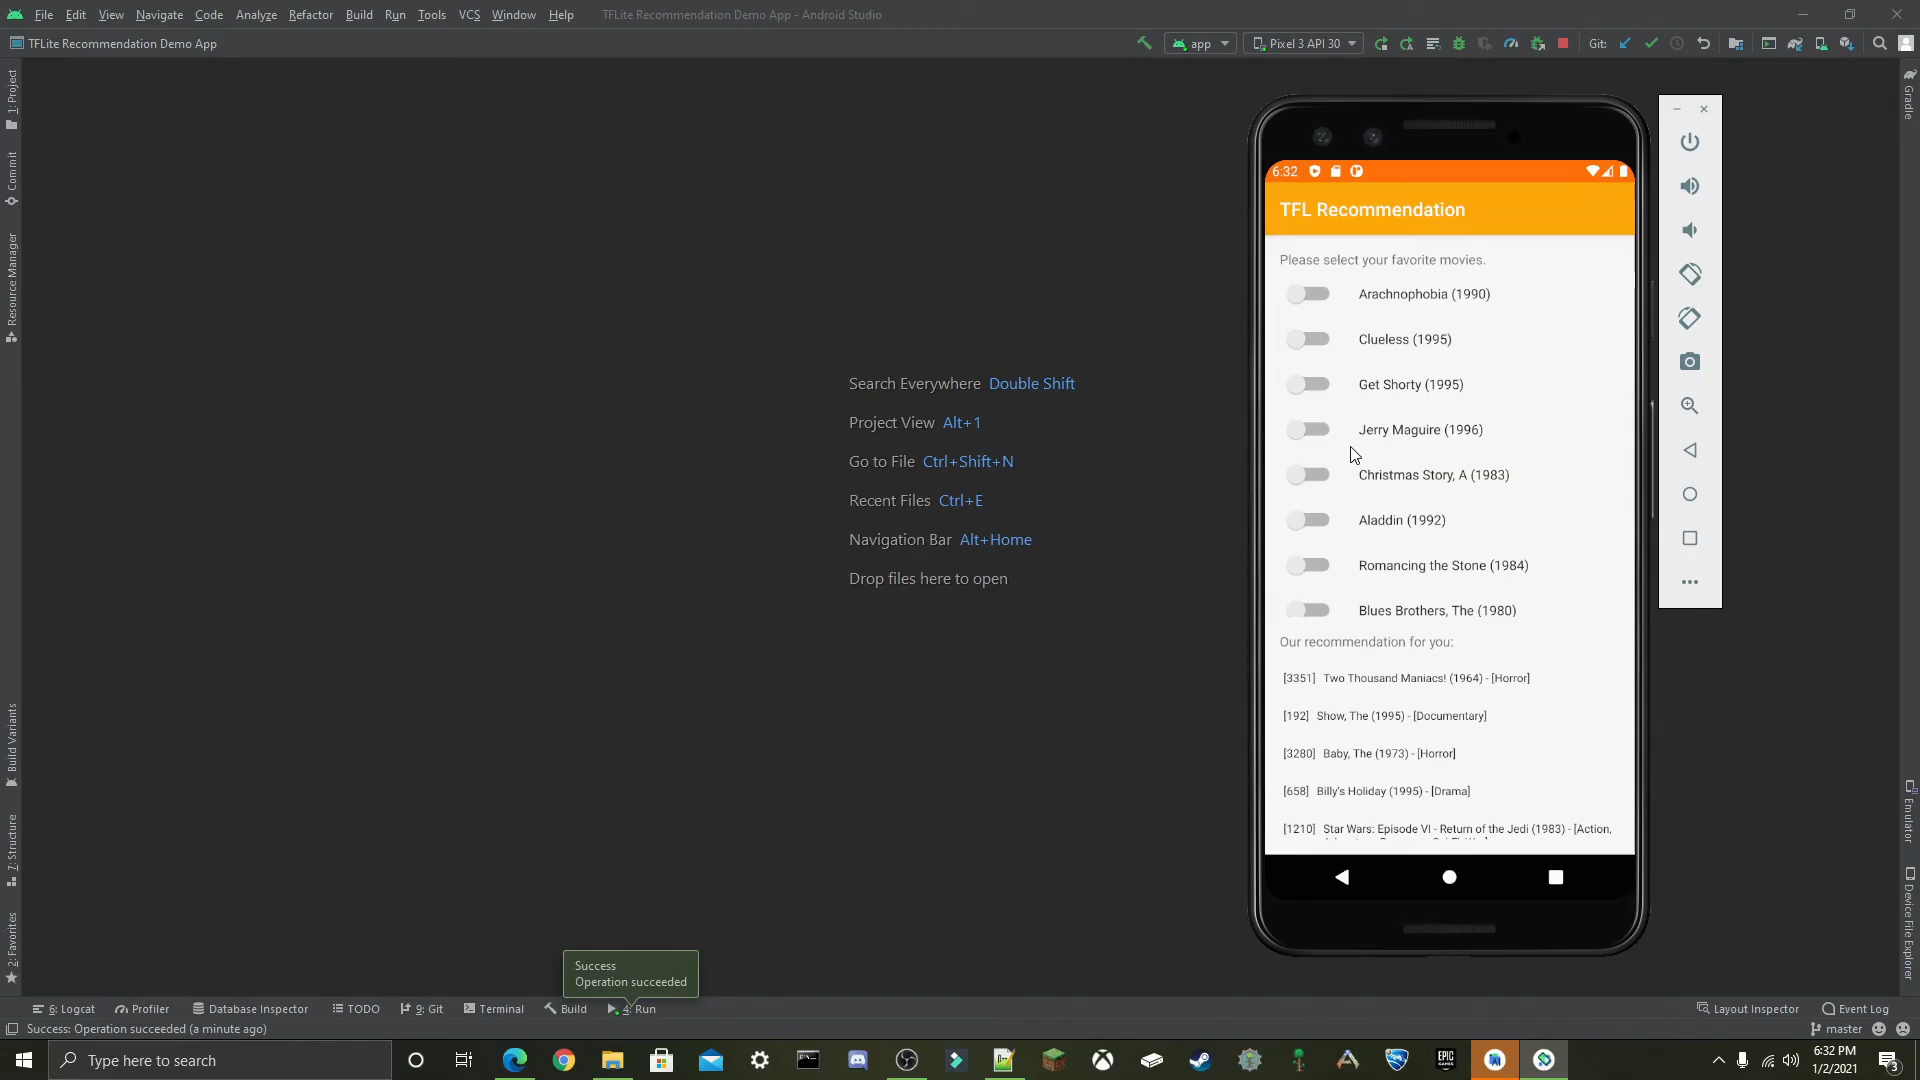 File Edit View Navigate Code Analyze Refactor Build Run Tools VCS Window Help TFLite Recommendation Demo App - Android Studio
TFLite Recommendation Demo App
app
Pixel 3 API 30
Git:
1: Project
Commit
Resource Manager
Build Variants
7: Structure
2: Favorites
Gradle
Emulator
Device File Explorer
Search Everywhere Double Shift
Project View Alt+1
Go to File Ctrl+Shift+N
Recent Files Ctrl+E
Navigation Bar Alt+Home
Drop files here to open
6:32
TFL Recommendation
Please select your favorite movies.
Arachnophobia (1990)
Clueless (1995)
Get Shorty (1995)
Jerry Maguire (1996)
Christmas Story, A (1983)
Aladdin (1992)
Romancing the Stone (1984)
Blues Brothers, The (1980)
Our recommendation for you:
[3351] Two Thousand Maniacs! (1964) - [Horror]
[192] Show, The (1995) - [Documentary]
[3280] Baby, The (1973) - [Horror]
[658] Billy's Holiday (1995) - [Drama]
[1210] Star Wars: Episode VI - Return of the Jedi (1983) - [Action,
Success
Operation succeeded
6: Logcat Profiler Database Inspector TODO 9: Git Terminal Build 4: Run Layout Inspector Event Log
Success: Operation succeeded (a minute ago) master
Type here to search
EPIC
GAMES
6:32 PM
1/2/2021
3